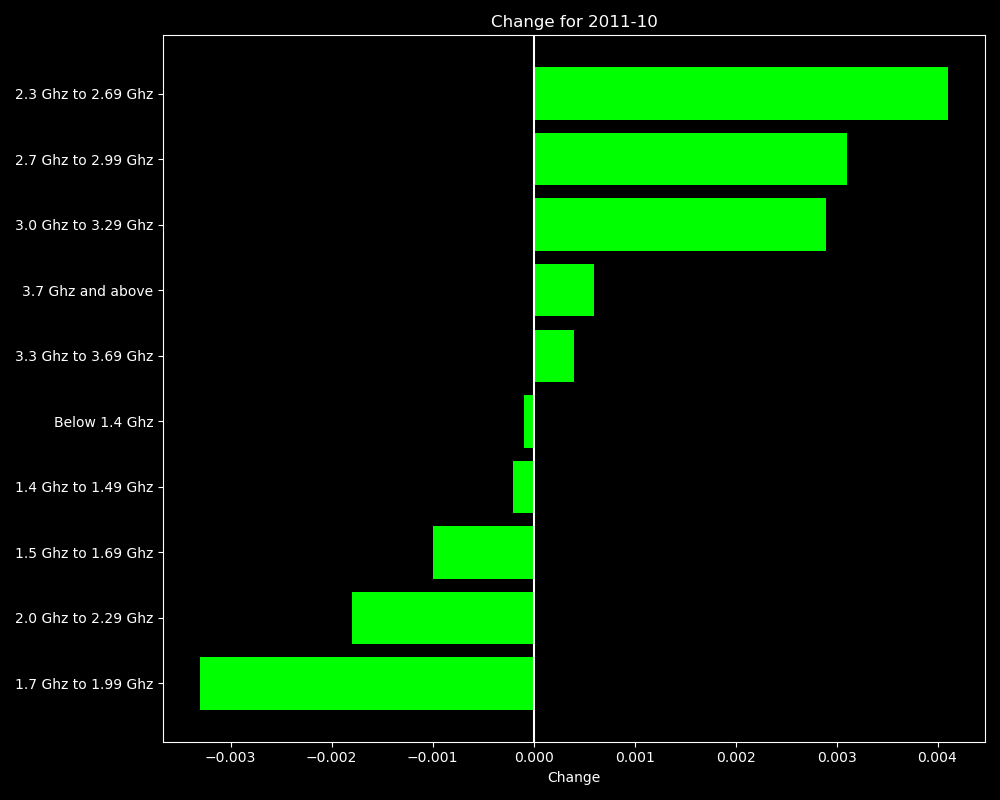 Change for 2011-10
2.3 Ghz to 2.69 Ghz
2.7 Ghz to 2.99 Ghz
3.0 Ghz to 3.29 Ghz
3.7 Ghz and above
3.3 Ghz to 3.69 Ghz
Below 1.4 Ghz
1.4 Ghz to 1.49 Ghz
1.5 Ghz to 1.69 Ghz
2.0 Ghz to 2.29 Ghz
1.7 Ghz to 1.99 Ghz
−0.003 −0.002 −0.001 0.000 0.001 0.002 0.003 0.004
Change